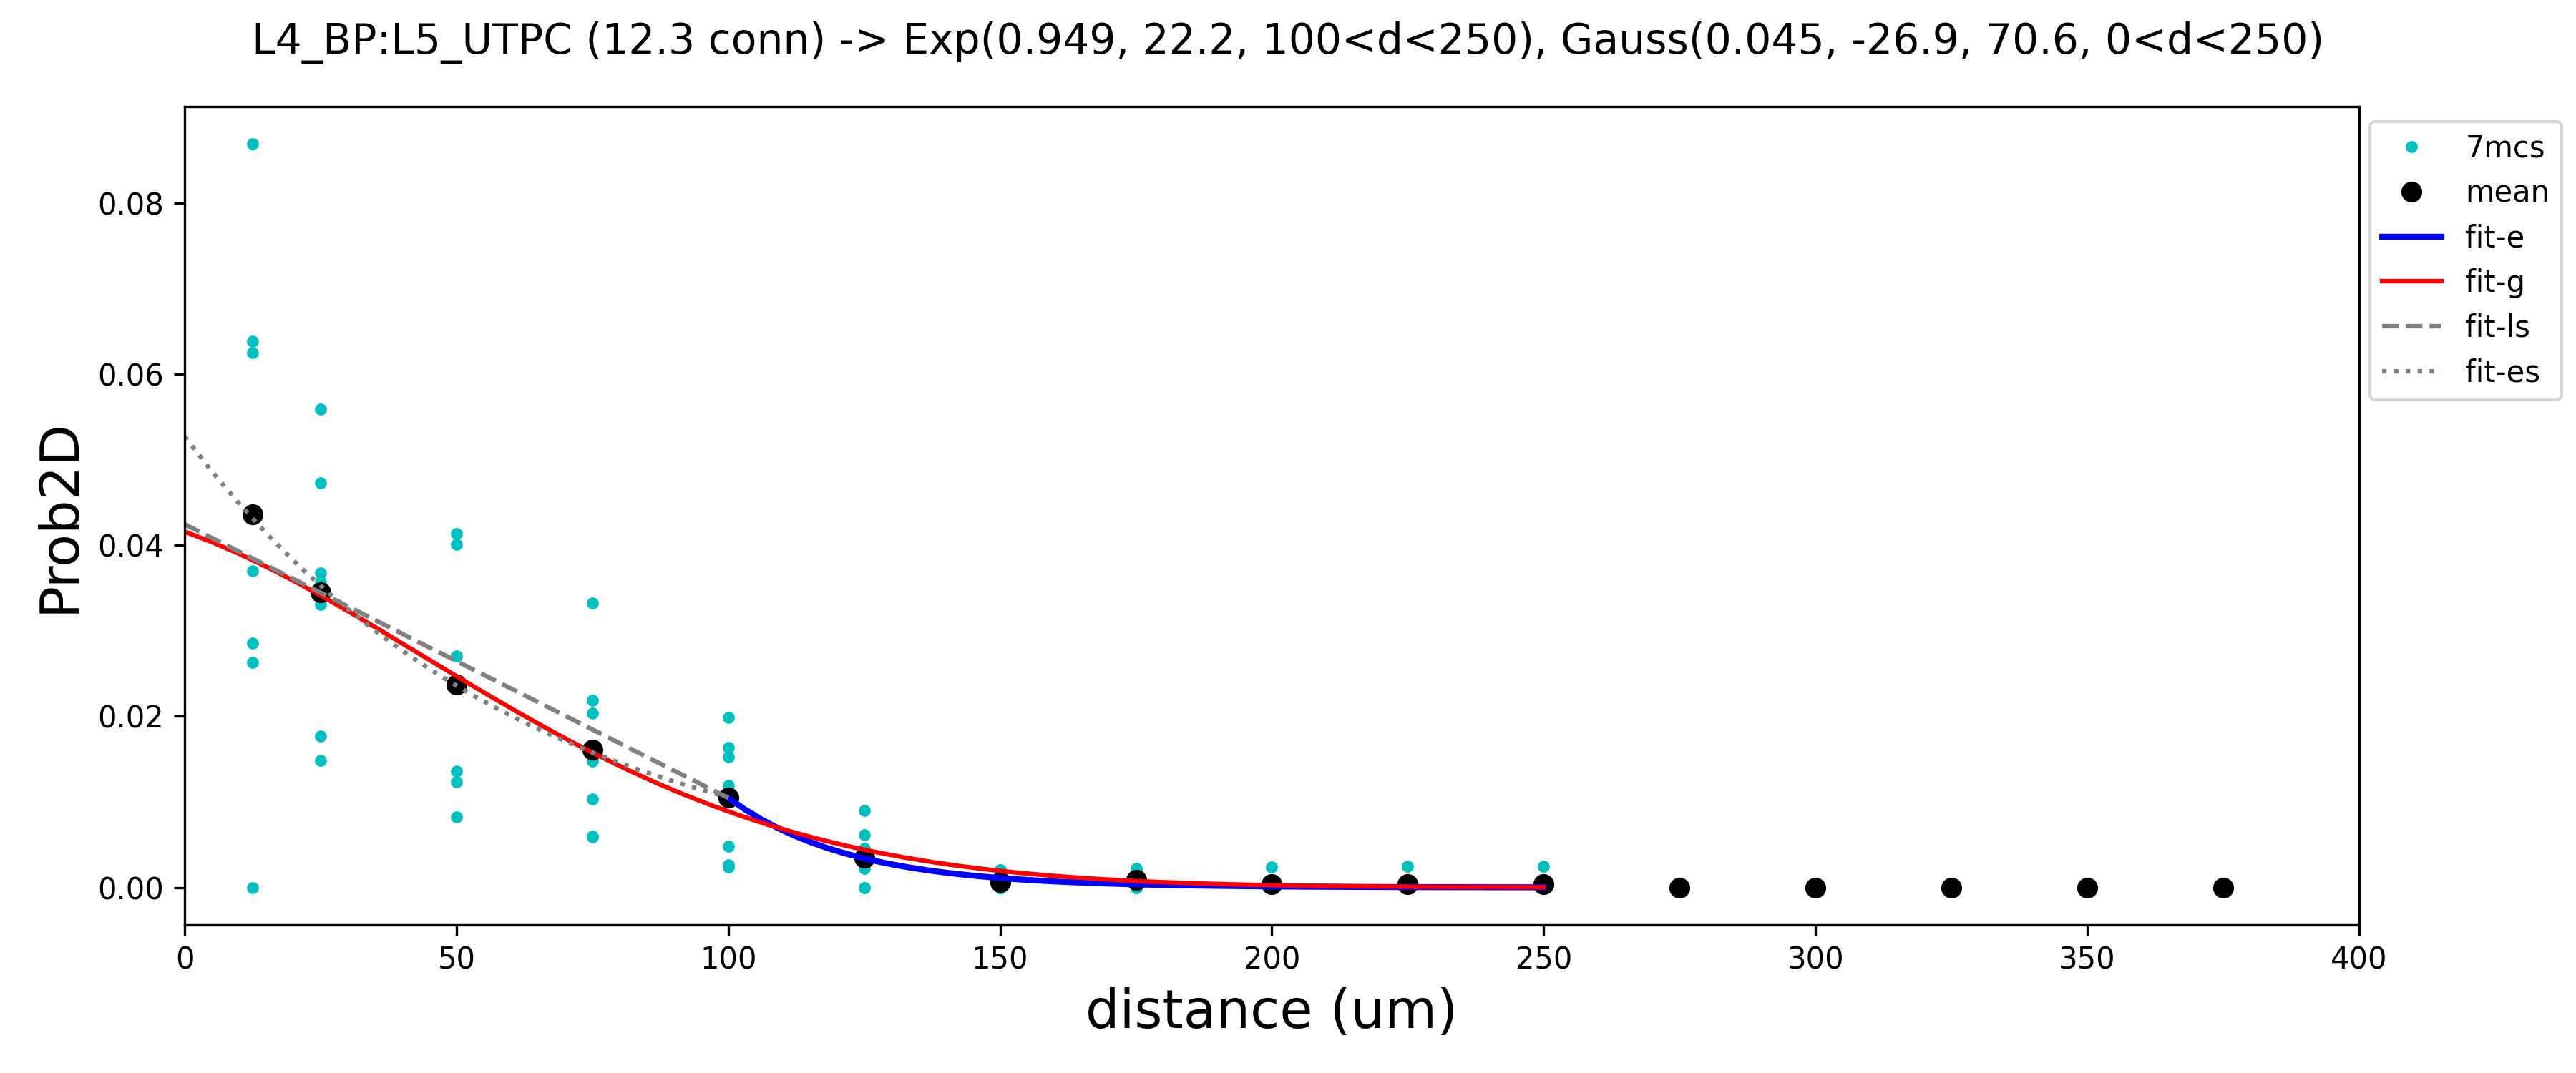 L4_BP:L5_UTPC (12.3 conn) -> Exp(0.949, 22.2, 100<d<250), Gauss(0.045, -26.9, 70.6, 0<d<250)
7mcs
mean
fit-e
fit-g
fit-ls
fit-es
Prob2D
0.08
0.06
0.04
0.02
0.00
0 50 100 150 200 250 300 350 400
distance (um)